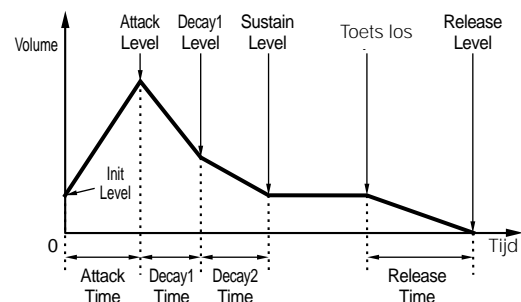 Attack
Level
Decay1
Level
Sustain
Level
Toets los
Release
Level
Volume
Init
Level
0
Tijd
Attack
Time
Decay1
Time
Decay2
Time
Release
Time